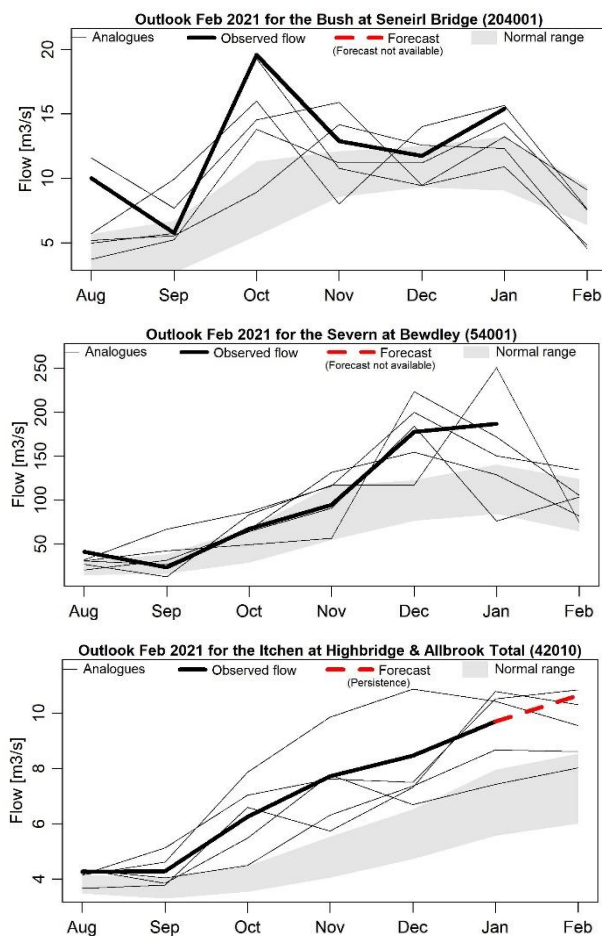 Outlook Feb 2021 for the Bush at Seneirl Bridge (204001)
Analogues Observed flow Forecast Normal range
(Forecast not available)
Flow [m3/s]
20
15
10
5
Aug Sep Oct Nov Dec Jan Feb
Outlook Feb 2021 for the Severn at Bewdley (54001)
Analogues Observed flow Forecast Normal range
(Forecast not available)
Flow [m3/s]
250
200
150
100
50
Aug Sep Oct Nov Dec Jan Feb
Outlook Feb 2021 for the Itchen at Highbridge & Allbrook Total (42010)
Analogues Observed flow Forecast Normal range
(Persistence)
Flow [m3/s]
10
8
6
4
Aug Sep Oct Nov Dec Jan Feb